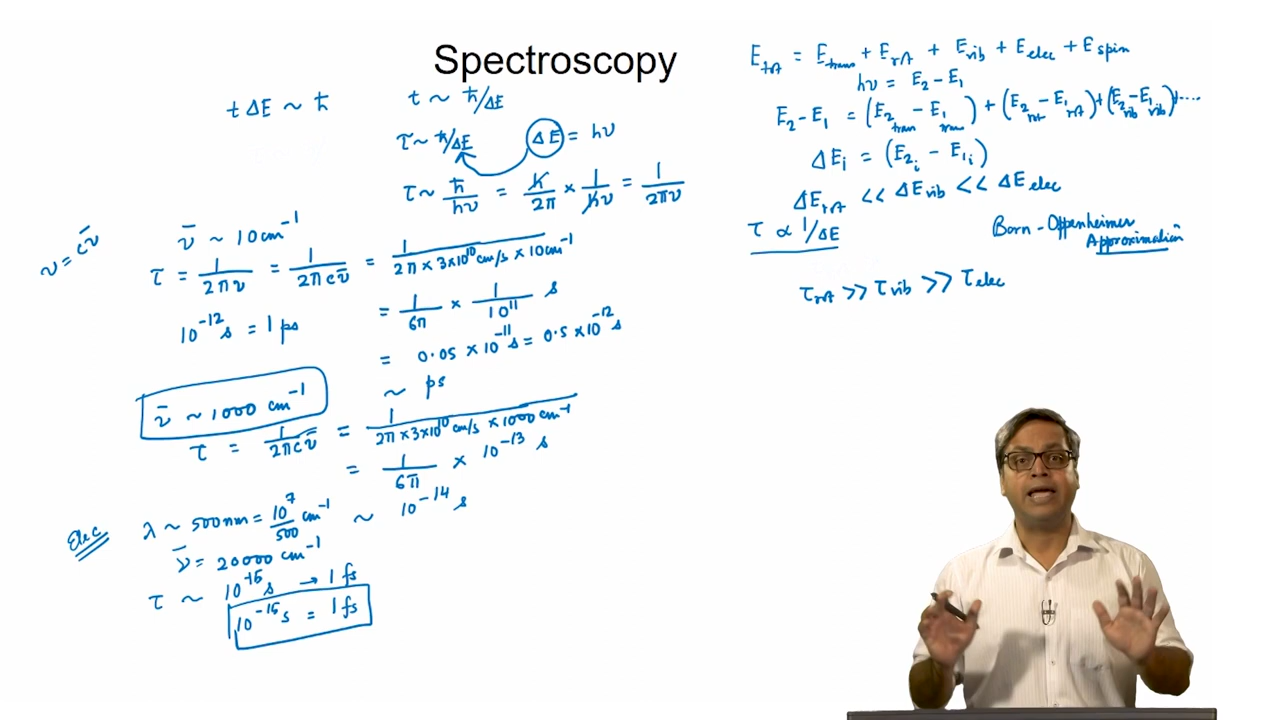 Spectroscopy
t ΔE ~ ħ
t ~ ħ/ΔE
τ ~ ħ/ΔE ΔE = hν
τ ~ ħ/hν = h/2π × 1/hν = 1/2πν
ν = cν̄
ν̄ ~ 10 cm⁻¹
τ = 1/2πν = 1/2πcν̄ = 1/2π × 3×10¹⁰ cm/s × 10 cm⁻¹
= 1/6π × 1/10¹¹ s
10⁻¹² s = 1 ps
= 0.05 × 10⁻¹¹ s = 0.5 × 10⁻¹² s
~ ps
ν̄ ~ 1000 cm⁻¹
τ = 1/2πcν̄ = 1/2π × 3×10¹⁰ cm/s × 1000 cm⁻¹
= 1/6π × 10⁻¹³ s
~ 10⁻¹⁴ s
Elec λ ~ 500 nm = 10⁷/500 cm⁻¹
ν̄ = 20000 cm⁻¹
τ ~ 10⁻¹⁵ s → 1 fs
10⁻¹⁵ s = 1 fs
E_tot = E_trans + E_rot + E_vib + E_elec + E_spin
hν = E₂ − E₁
E₂ − E₁ = (E₂trans − E₁trans) + (E₂rot − E₁rot) + (E₂vib − E₁vib) + ....
ΔEᵢ = (E₂ᵢ − E₁ᵢ)
ΔE_rot << ΔE_vib << ΔE_elec
τ ∝ 1/ΔE
Born - Oppenheimer
Approximation
τ_rot >> τ_vib >> τ_elec